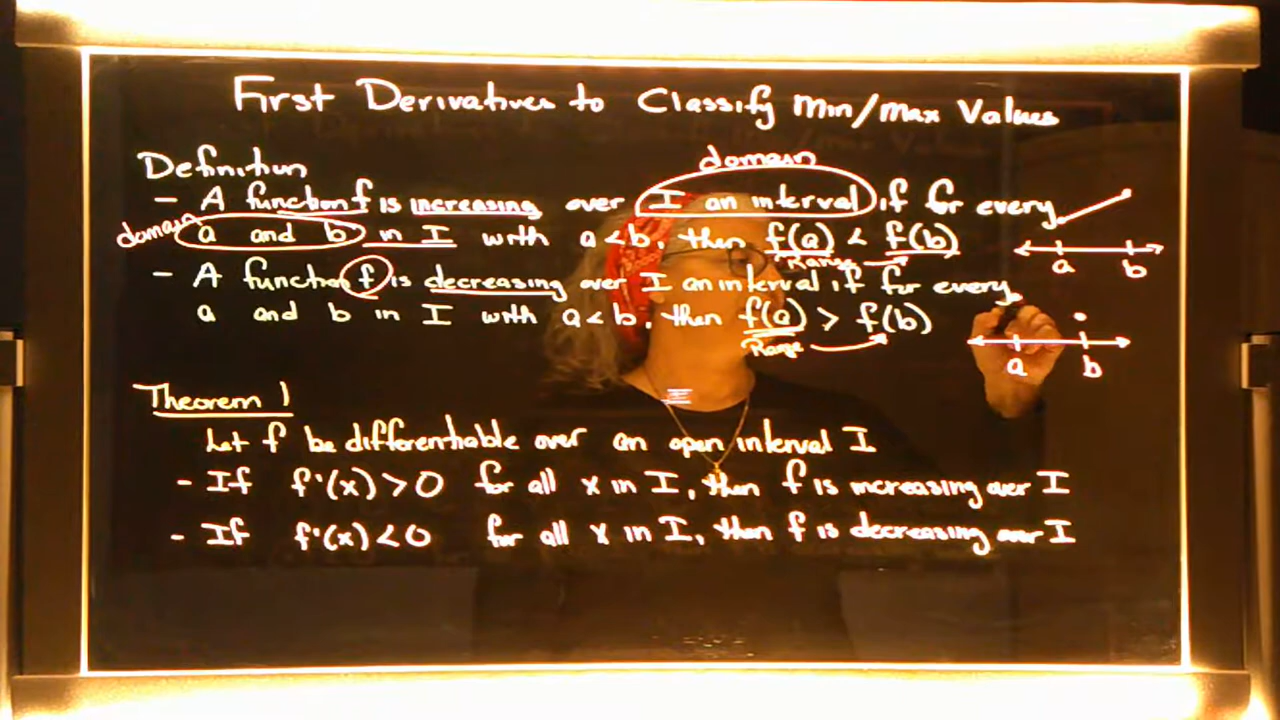 First Derivatives to Classify Min/Max Values
Definition
domain
- A function f is increasing over I an interval if for every
domain a and b in I with a < b, then f(a) < f(b)
Range
a b
- A function f is decreasing over I an interval if for every
a and b in I with a < b, then f(a) > f(b)
Range
a b
Theorem 1
Let f be differentiable over an open interval I
- If f'(x) > 0 for all x in I, then f is increasing over I
- If f'(x) < 0 for all x in I, then f is decreasing over I